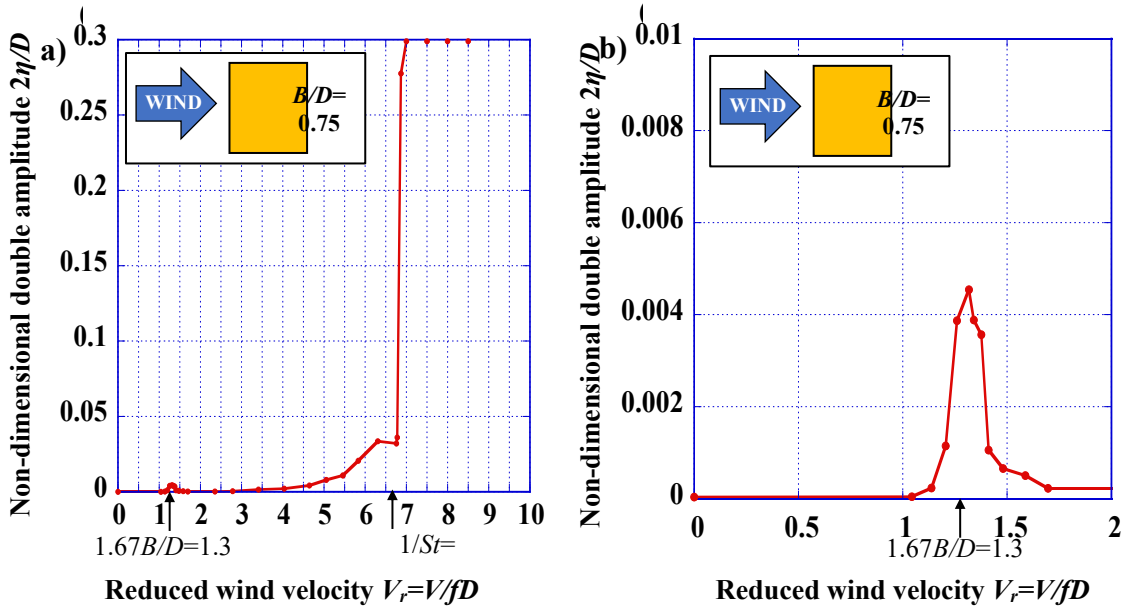 (
a)
0.3
0.25
0.2
0.15
0.1
0.05
0
Non-dimensional double amplitude 2η/D
WIND
B/D=
0.75
0 1 2 3 4 5 6 7 8 9 10
1.67B/D=1.3
1/St=
Reduced wind velocity Vr=V/fD
(
b)
0.01
0.008
0.006
0.004
0.002
0
Non-dimensional double amplitude 2η/D
WIND
B/D=
0.75
0 0.5 1 1.5 2
1.67B/D=1.3
Reduced wind velocity Vr=V/fD